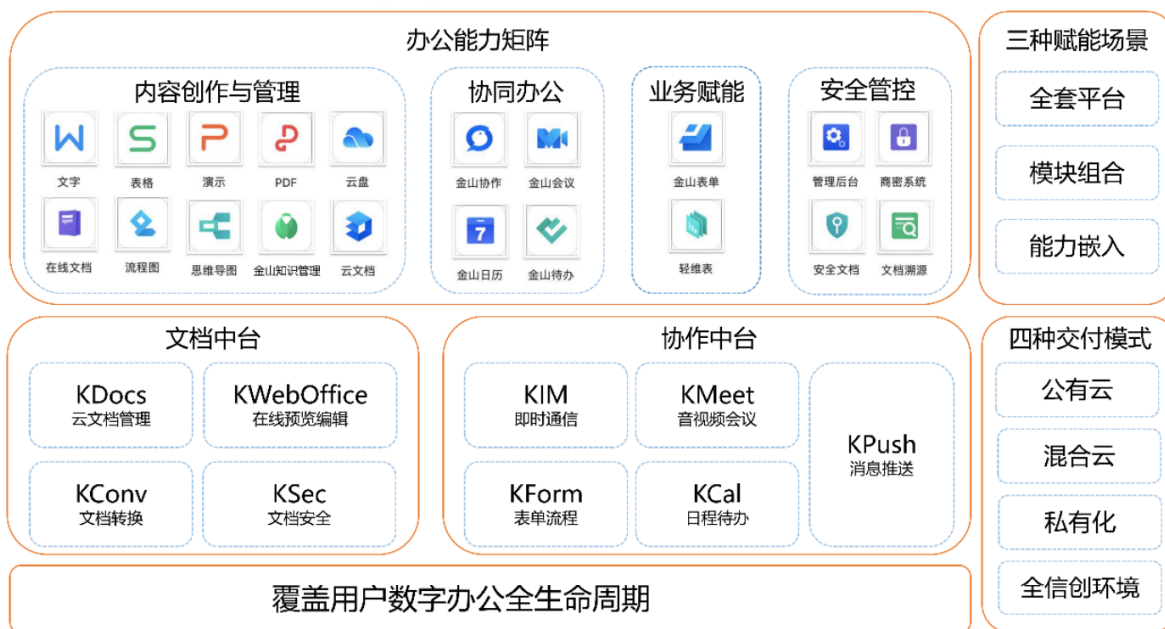 办公能力矩阵
内容创作与管理
文字 表格 演示 PDF 云盘
在线文档 流程图 思维导图 金山知识管理 云文档
协同办公
金山协作 金山会议
7
金山日历 金山待办
业务赋能
金山表单
轻维表
安全管控
管理后台 商密系统
安全文档 文档溯源
三种赋能场景
全套平台
模块组合
能力嵌入
文档中台
KDocs
云文档管理
KWebOffice
在线预览编辑
KConv
文档转换
KSec
文档安全
协作中台
KIM
即时通信
KMeet
音视频会议
KForm
表单流程
KCal
日程待办
KPush
消息推送
四种交付模式
公有云
混合云
私有化
全信创环境
覆盖用户数字办公全生命周期